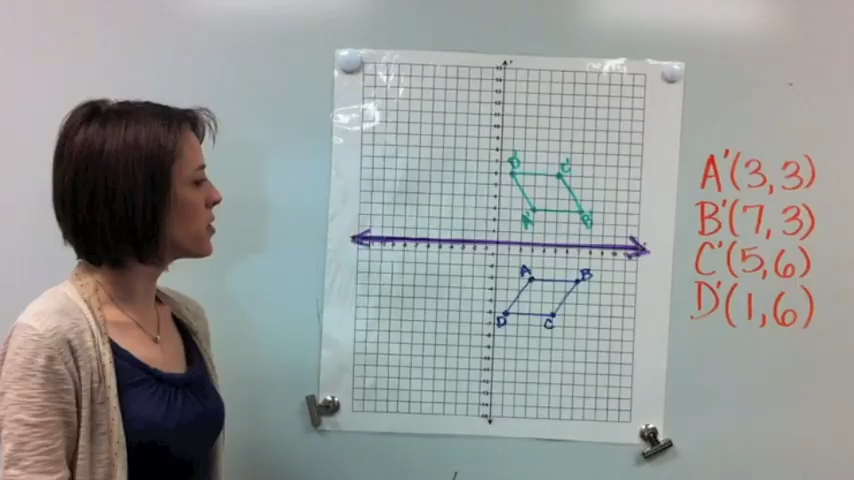 D' C'
A' B'
A B
D C
A'(3,3)
B'(7,3)
C'(5,6)
D'(1,6)